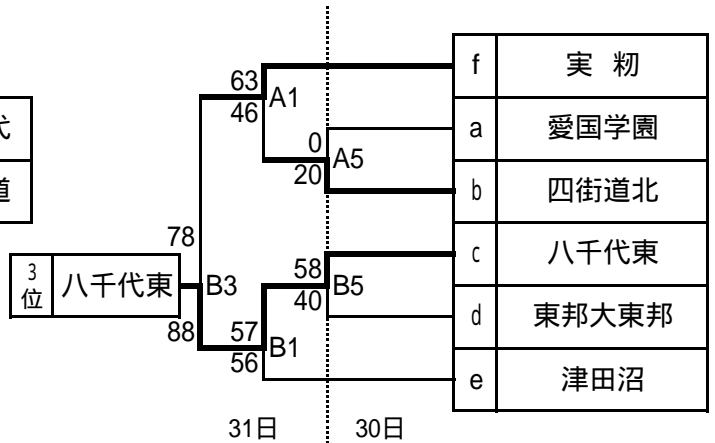 f 実 籾
63
A1
46
a 愛国学園
0
A5
20
b 四街道北
78
c 八千代東
3位 八千代東
B3
58
B5
40
88
57
B1
56
d 東邦大東邦
e 津田沼
31日 30日